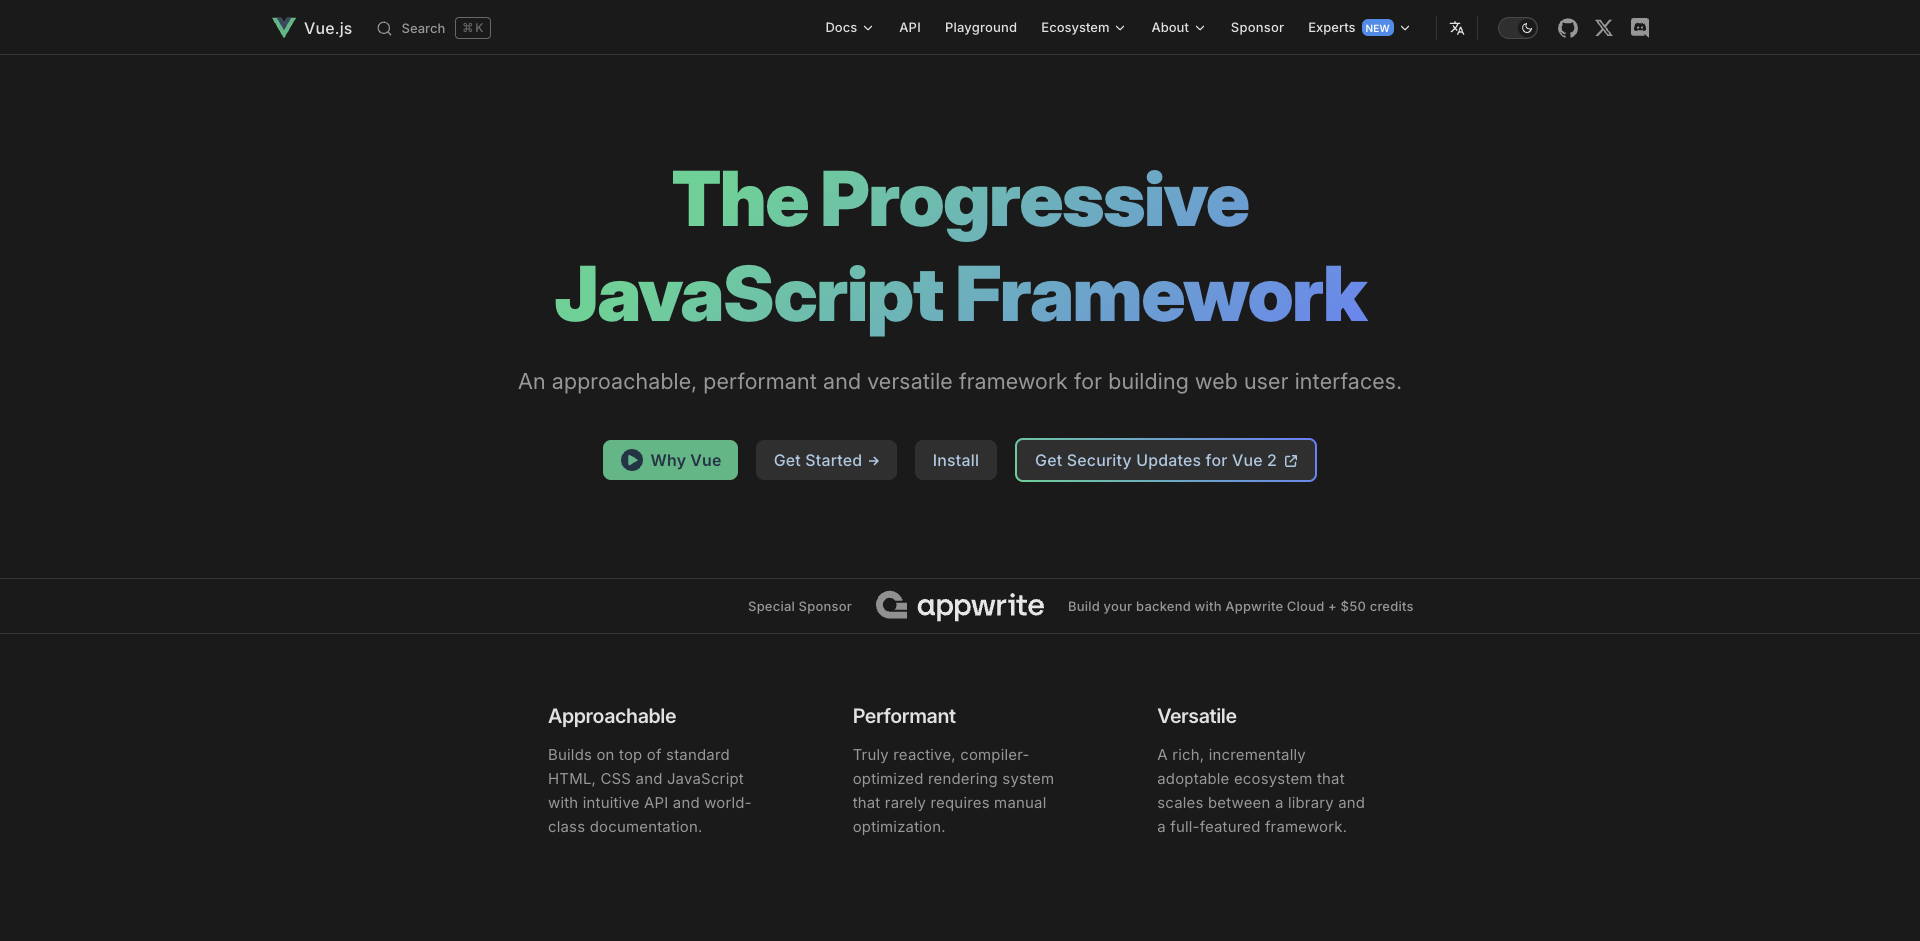 Vue.js
Search ⌘ K
Docs
API
Playground
Ecosystem
About
Sponsor
Experts NEW
The Progressive
JavaScript Framework
An approachable, performant and versatile framework for building web user interfaces.
Why Vue
Get Started →
Install
Get Security Updates for Vue 2
Special Sponsor
appwrite
Build your backend with Appwrite Cloud + $50 credits
Approachable
Builds on top of standard
HTML, CSS and JavaScript
with intuitive API and world-
class documentation.
Performant
Truly reactive, compiler-
optimized rendering system
that rarely requires manual
optimization.
Versatile
A rich, incrementally
adoptable ecosystem that
scales between a library and
a full-featured framework.